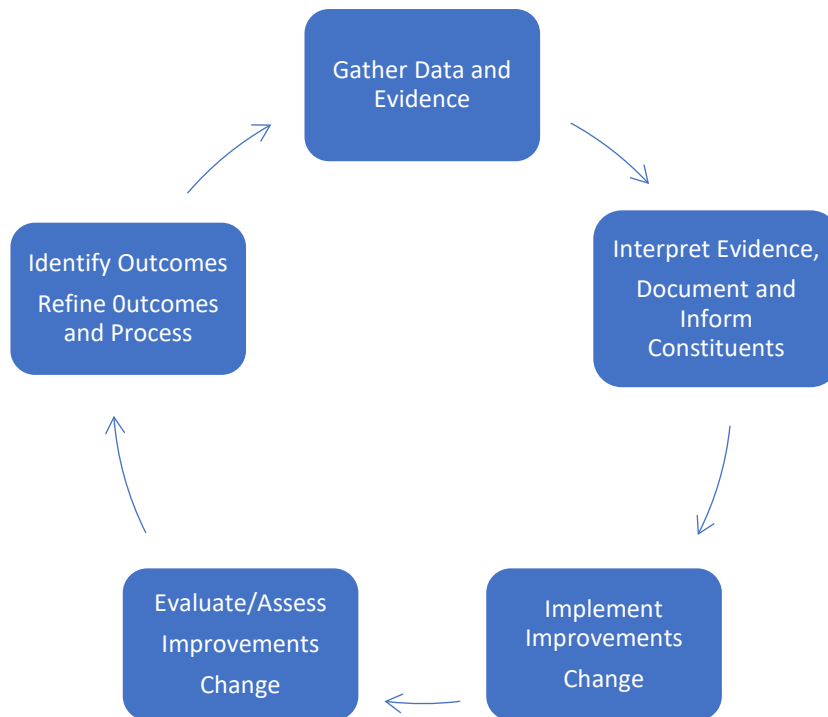 Gather Data and
Evidence
Interpret Evidence,
Document and
Inform
Constituents
Implement
Improvements
Change
Evaluate/Assess
Improvements
Change
Identify Outcomes
Refine 0utcomes
and Process